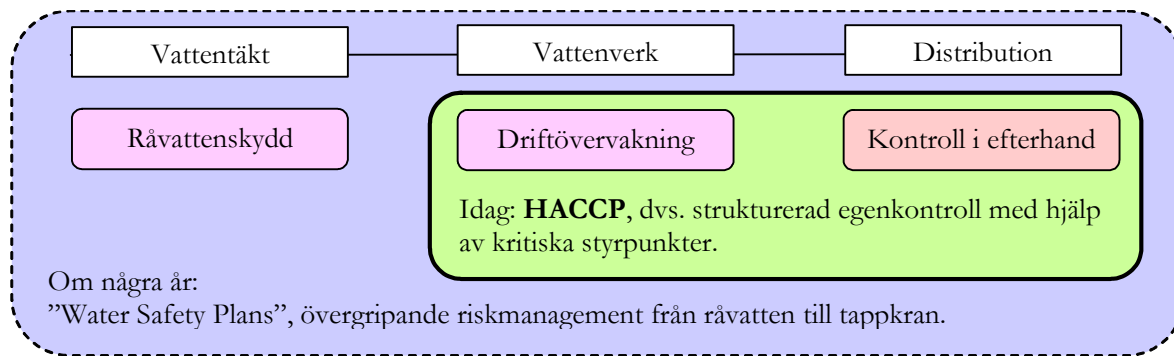 Vattentäkt
Vattenverk
Distribution
Råvattenskydd
Driftövervakning
Kontroll i efterhand
Idag: HACCP, dvs. strukturerad egenkontroll med hjälp
av kritiska styrpunkter.
Om några år:
”Water Safety Plans”, övergripande riskmanagement från råvatten till tappkran.